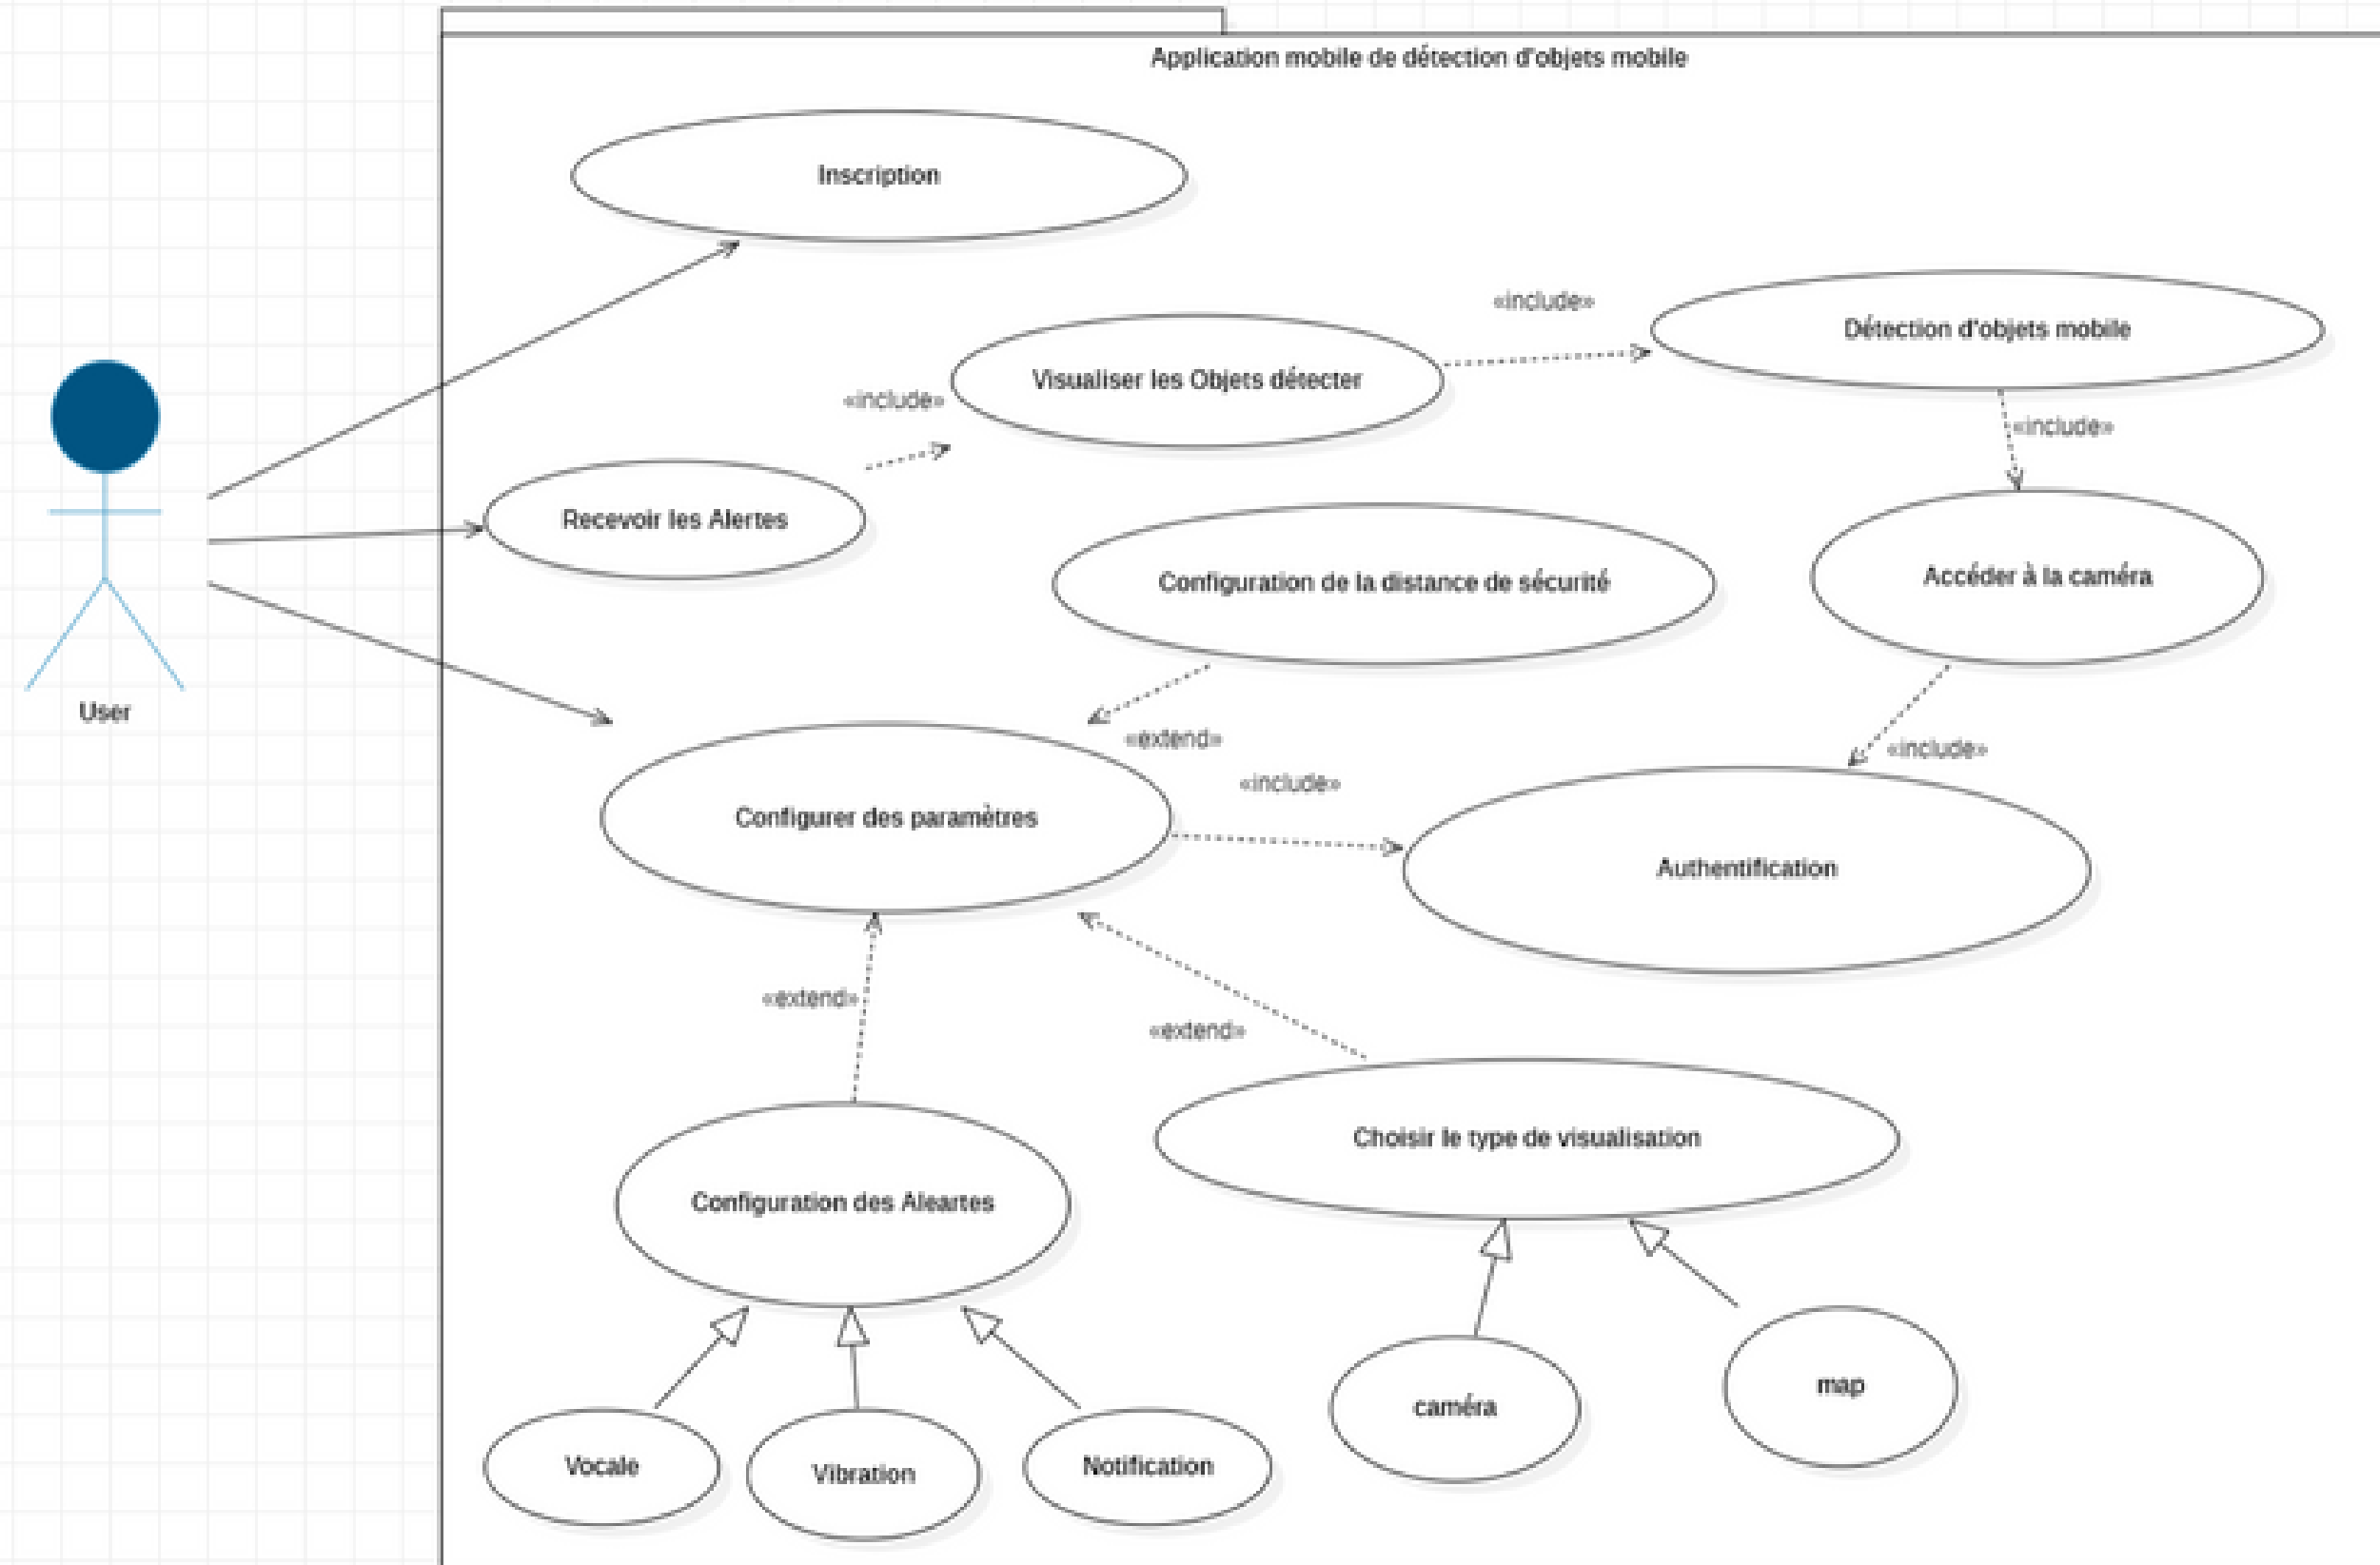 Application mobile de détection d'objets mobile
Inscription
«include»
Détection d'objets mobile
Visualiser les Objets détecter
«include»
«include»
Recevoir les Alertes
Configuration de la distance de sécurité
Accéder à la caméra
User
«extend»
«include»
«include»
Configurer des paramètres
Authentification
«extend»
«extend»
Choisir le type de visualisation
Configuration des Aleartes
caméra
map
Vocale
Vibration
Notification